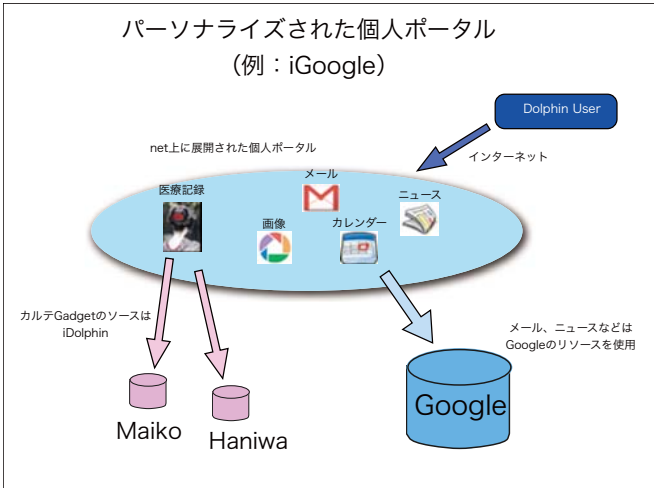 パーソナライズされた個人ポータル
(例：iGoogle)
Dolphin User
net上に展開された個人ポータル
インターネット
メール
医療記録
ニュース
画像
カレンダー
カルテGadgetのソースは
iDolphin
メール、ニュースなどは
Googleのリソースを使用
Google
Maiko
Haniwa